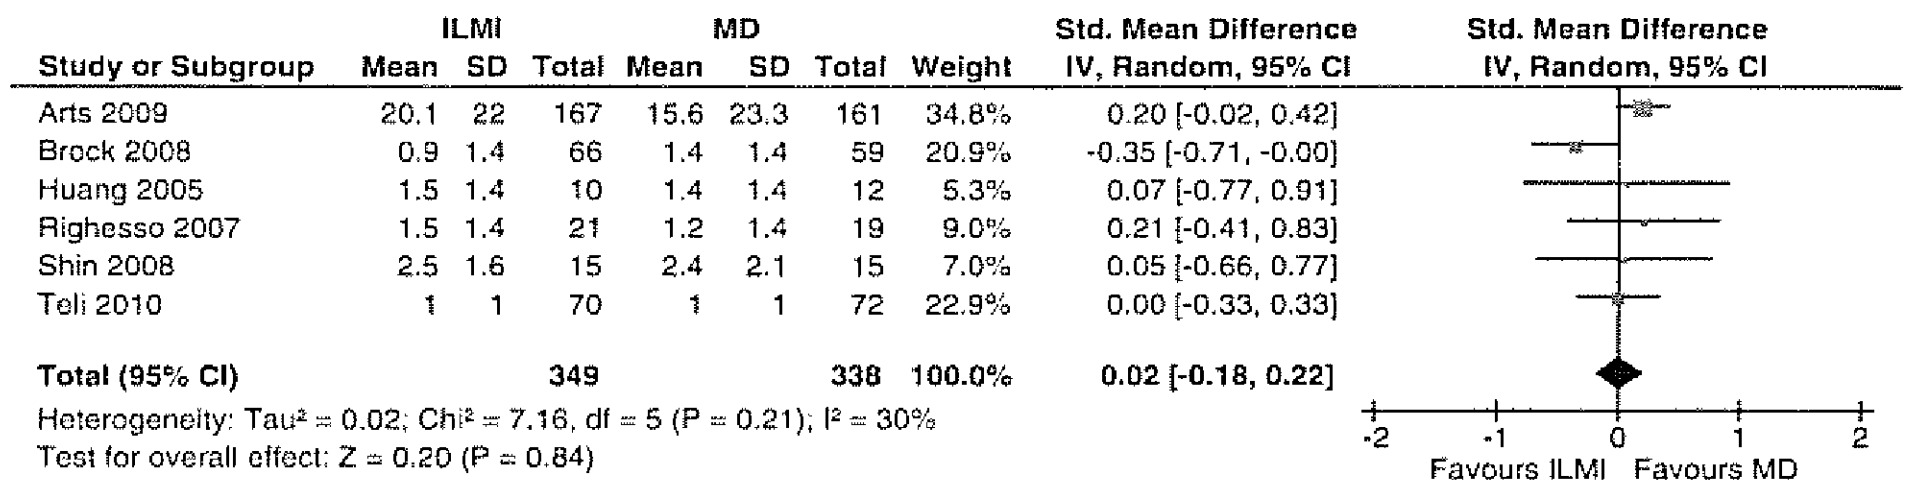 ILMI MD Std. Mean Difference Std. Mean Difference
Study or Subgroup Mean SD Total Mean SD Total Weight IV, Random, 95% CI IV, Random, 95% CI
Arts 2009 20.1 22 167 15.6 23.3 161 34.8% 0.20 [-0.02, 0.42]
Brock 2008 0.9 1.4 66 1.4 1.4 59 20.9% -0.35 [-0.71, -0.00]
Huang 2005 1.5 1.4 10 1.4 1.4 12 5.3% 0.07 [-0.77, 0.91]
Righesso 2007 1.5 1.4 21 1.2 1.4 19 9.0% 0.21 [-0.41, 0.83]
Shin 2008 2.5 1.6 15 2.4 2.1 15 7.0% 0.05 [-0.66, 0.77]
Teli 2010 1 1 70 1 1 72 22.9% 0.00 [-0.33, 0.33]
Total (95% CI) 349 338 100.0% 0.02 [-0.18, 0.22]
Heterogeneity: Tau² = 0.02; Chi² = 7.16, df = 5 (P = 0.21); I² = 30%
Test for overall effect: Z = 0.20 (P = 0.84)
-2 -1 0 1 2
Favours ILMI Favours MD